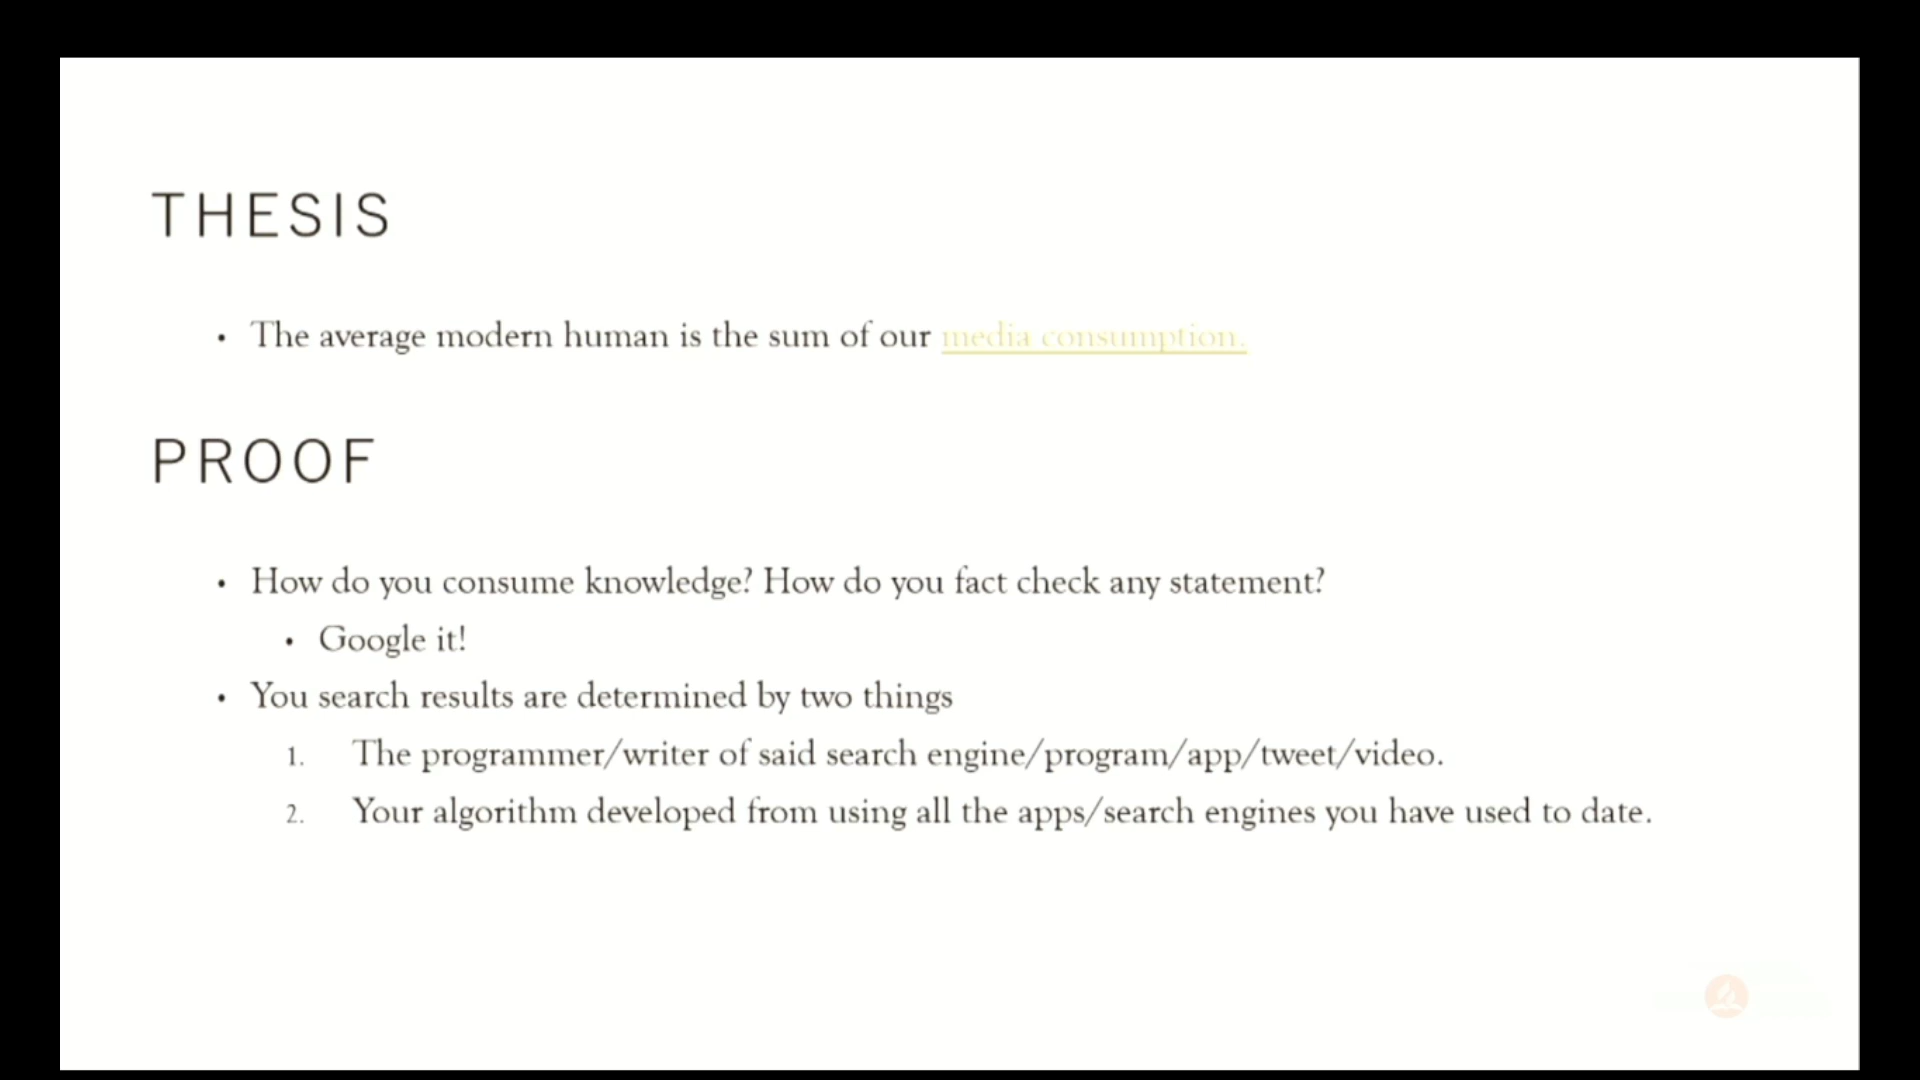 THESIS
• The average modern human is the sum of our media consumption.
PROOF
• How do you consume knowledge? How do you fact check any statement?
• Google it!
• You search results are determined by two things
1. The programmer/writer of said search engine/program/app/tweet/video.
2. Your algorithm developed from using all the apps/search engines you have used to date.